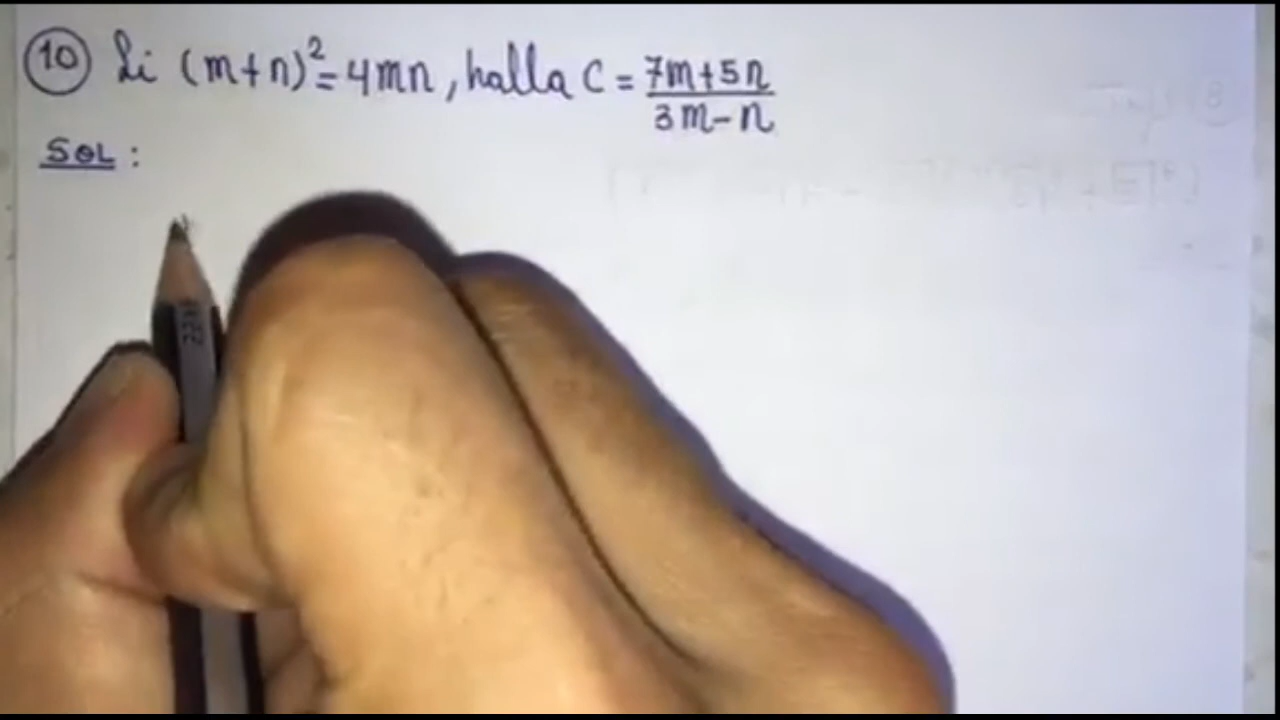 10 Si (m+n)²=4mn, halla C = 7m+5n / 3m-n
SOL: